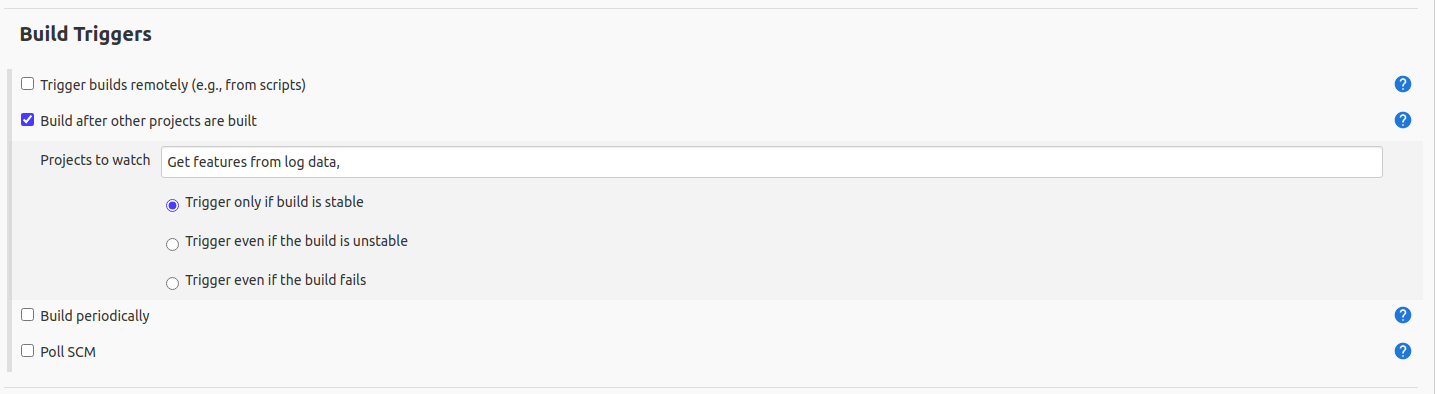 Build Triggers
Trigger builds remotely (e.g., from scripts)
?
Build after other projects are built
?
Projects to watch Get features from log data,
Trigger only if build is stable
Trigger even if the build is unstable
Trigger even if the build fails
Build periodically
?
Poll SCM
?